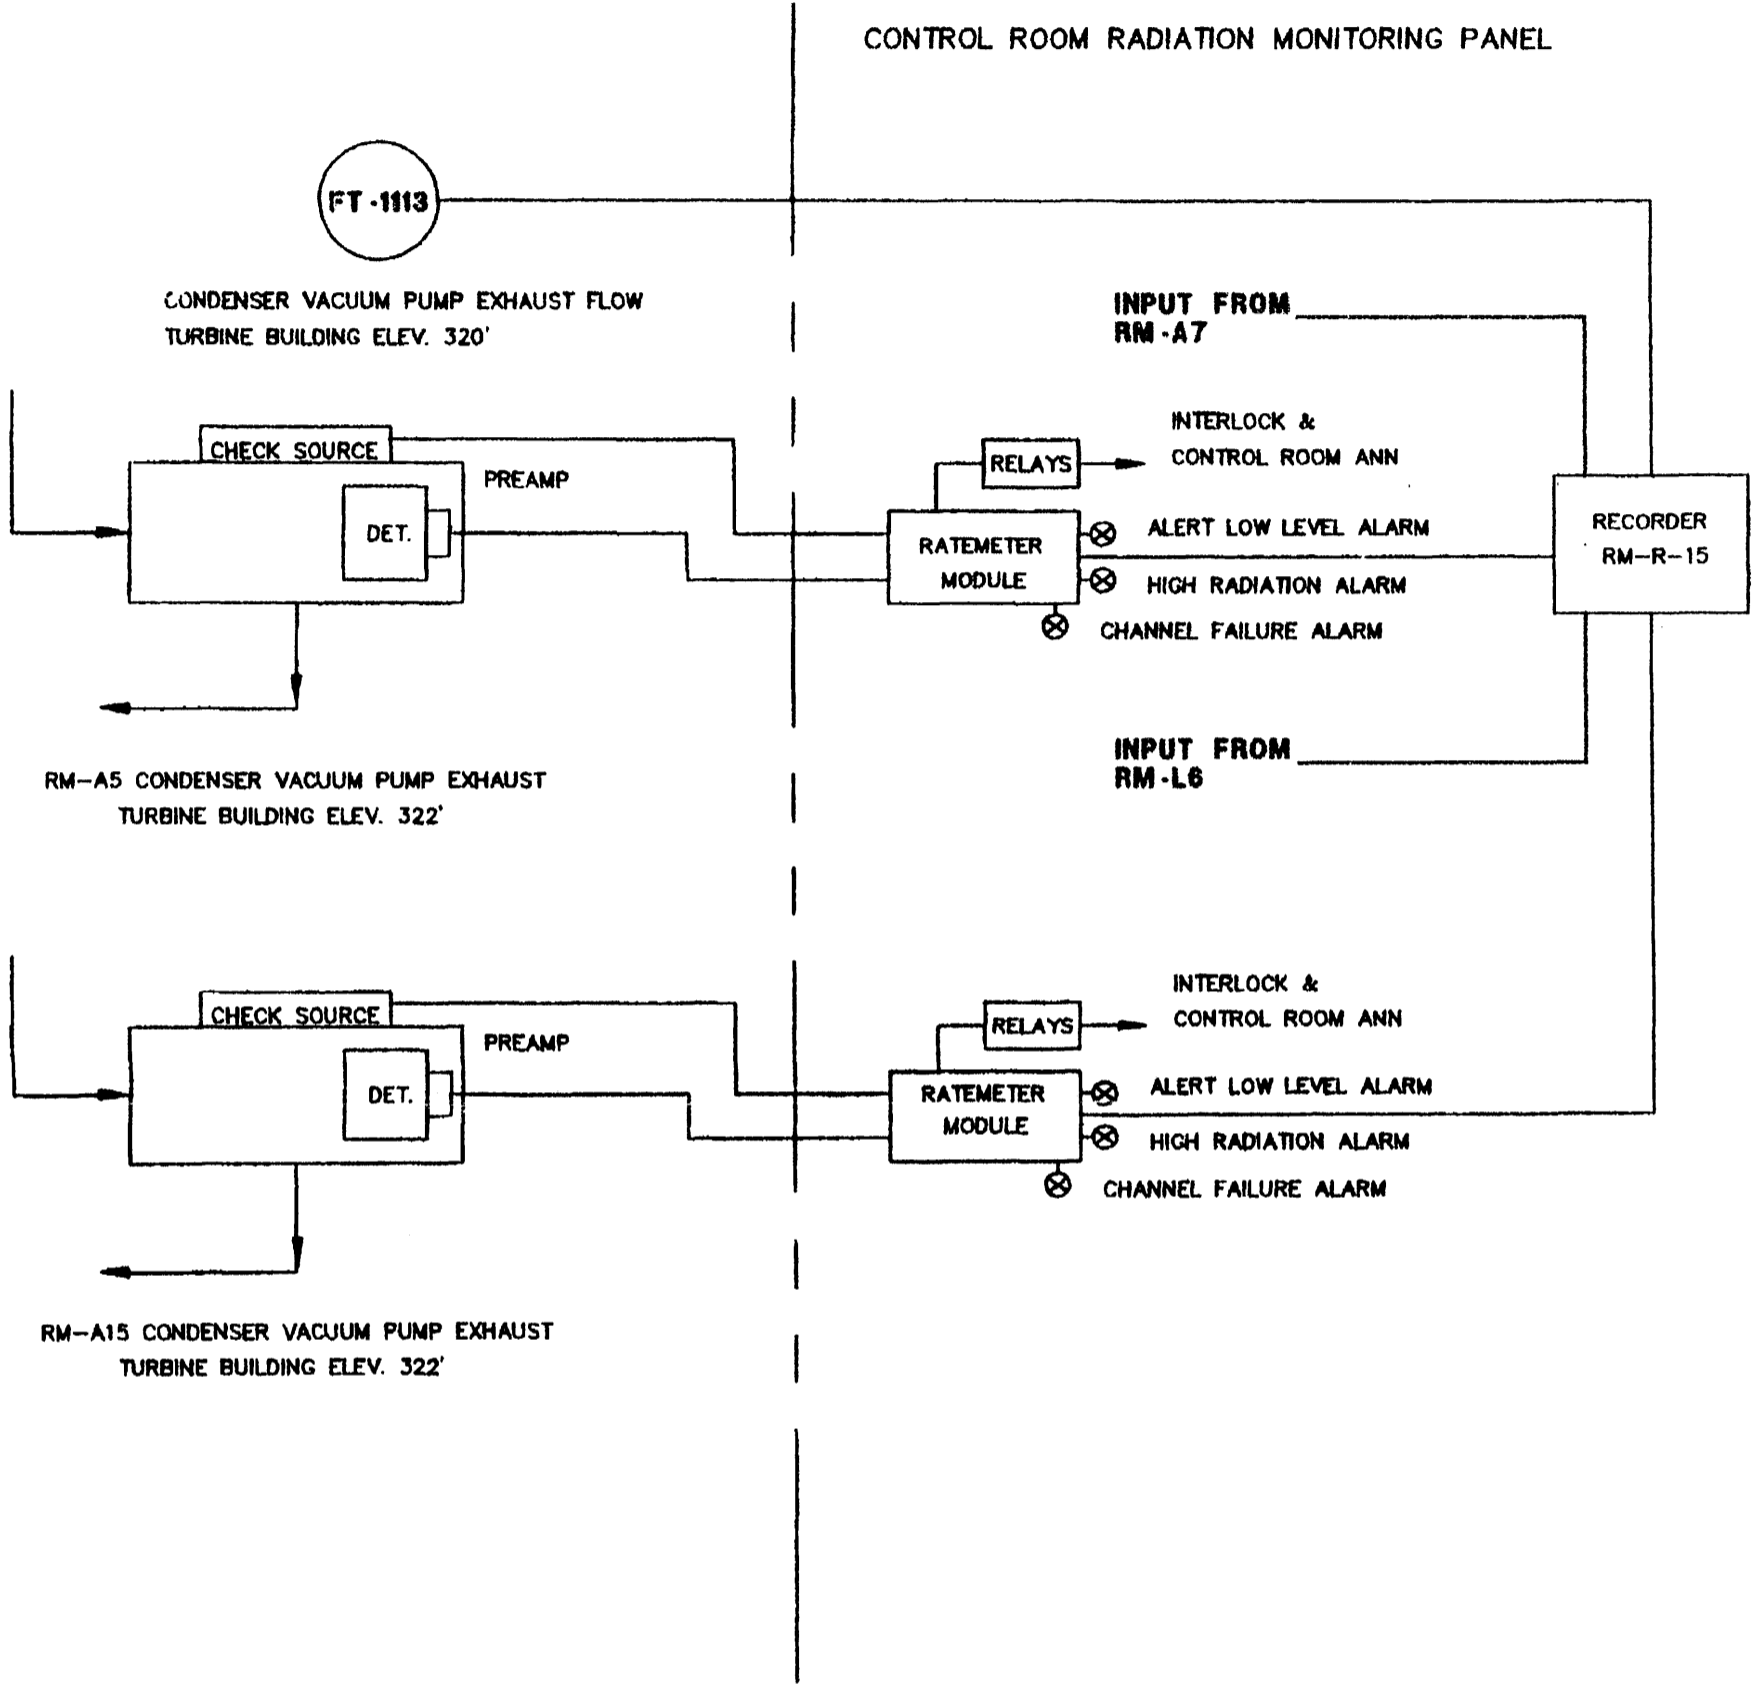 CONTROL ROOM RADIATION MONITORING PANEL
FT-1113
CONDENSER VACUUM PUMP EXHAUST FLOW
TURBINE BUILDING ELEV. 320'
INPUT FROM
RM-A7
CHECK SOURCE
PREAMP
DET.
RELAYS
INTERLOCK &
CONTROL ROOM ANN
RATEMETER
MODULE
ALERT LOW LEVEL ALARM
HIGH RADIATION ALARM
CHANNEL FAILURE ALARM
RECORDER
RM-R-15
RM-A5 CONDENSER VACUUM PUMP EXHAUST
TURBINE BUILDING ELEV. 322'
INPUT FROM
RM-L6
CHECK SOURCE
PREAMP
DET.
RELAYS
INTERLOCK &
CONTROL ROOM ANN
RATEMETER
MODULE
ALERT LOW LEVEL ALARM
HIGH RADIATION ALARM
CHANNEL FAILURE ALARM
RM-A15 CONDENSER VACUUM PUMP EXHAUST
TURBINE BUILDING ELEV. 322'